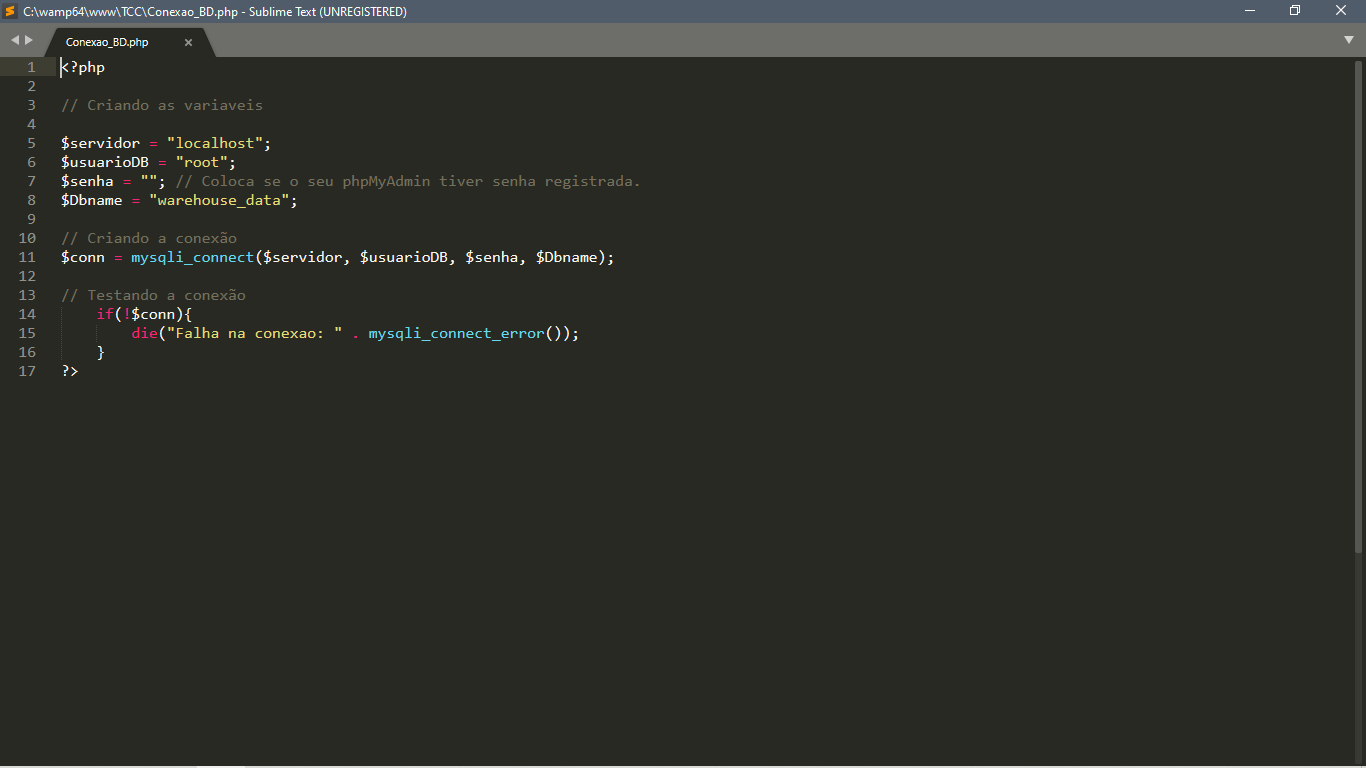 C:\wamp64\www\TCC\Conexao_BD.php - Sublime Text (UNREGISTERED)
Conexao_BD.php
1 <?php
2
3 // Criando as variaveis
4
5 $servidor = "localhost";
6 $usuarioDB = "root";
7 $senha = ""; // Coloca se o seu phpMyAdmin tiver senha registrada.
8 $Dbname = "warehouse_data";
9
10 // Criando a conexão
11 $conn = mysqli_connect($servidor, $usuarioDB, $senha, $Dbname);
12
13 // Testando a conexão
14     if(!$conn){
15         die("Falha na conexao: " . mysqli_connect_error());
16     }
17 ?>